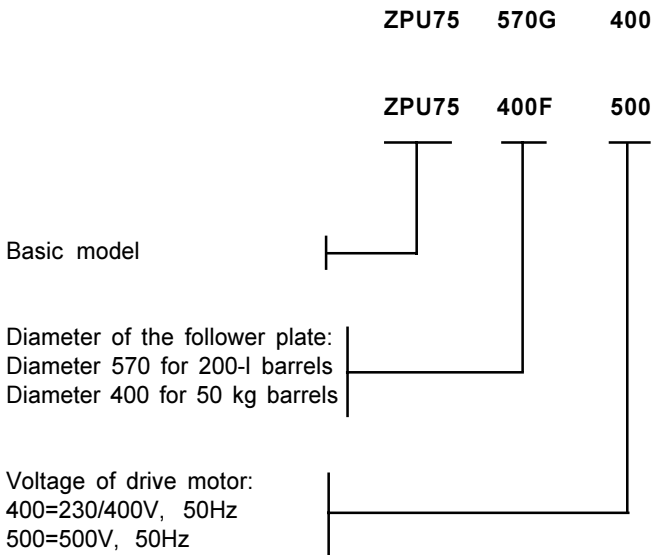 ZPU75 570G 400
ZPU75 400F 500
Basic model
Diameter of the follower plate:
Diameter 570 for 200-l barrels
Diameter 400 for 50 kg barrels
Voltage of drive motor:
400=230/400V, 50Hz
500=500V, 50Hz